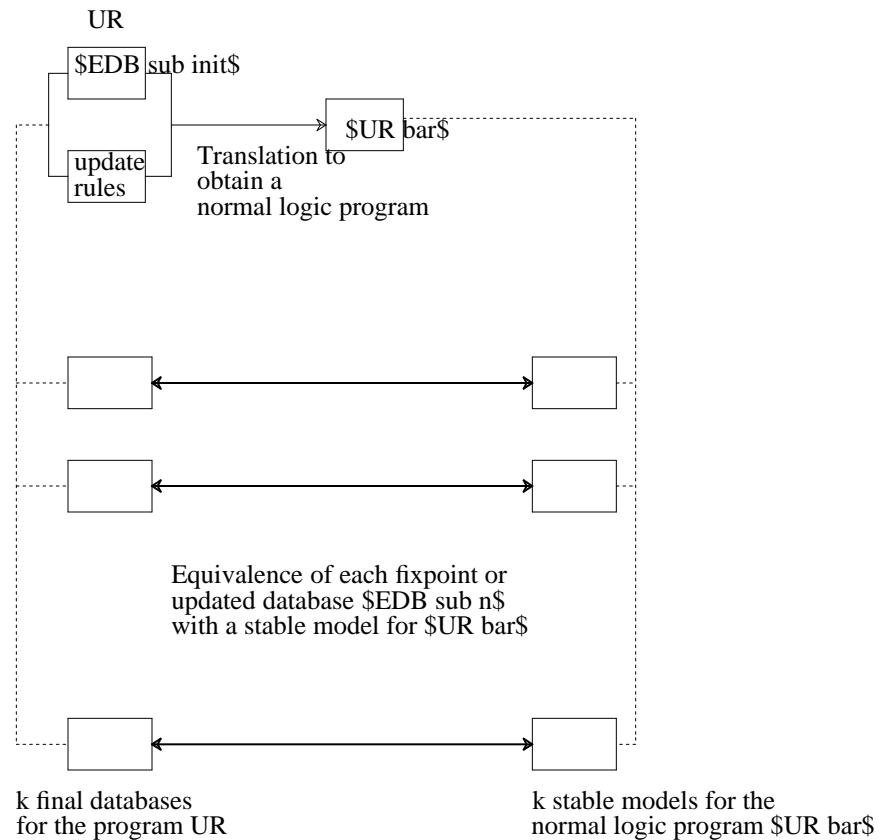 UR
$EDB sub init$
$UR bar$
update
rules
Translation to
obtain a
normal logic program
Equivalence of each fixpoint or
updated database $EDB sub n$
with a stable model for $UR bar$
k final databases
for the program UR
k stable models for the
normal logic program $UR bar$